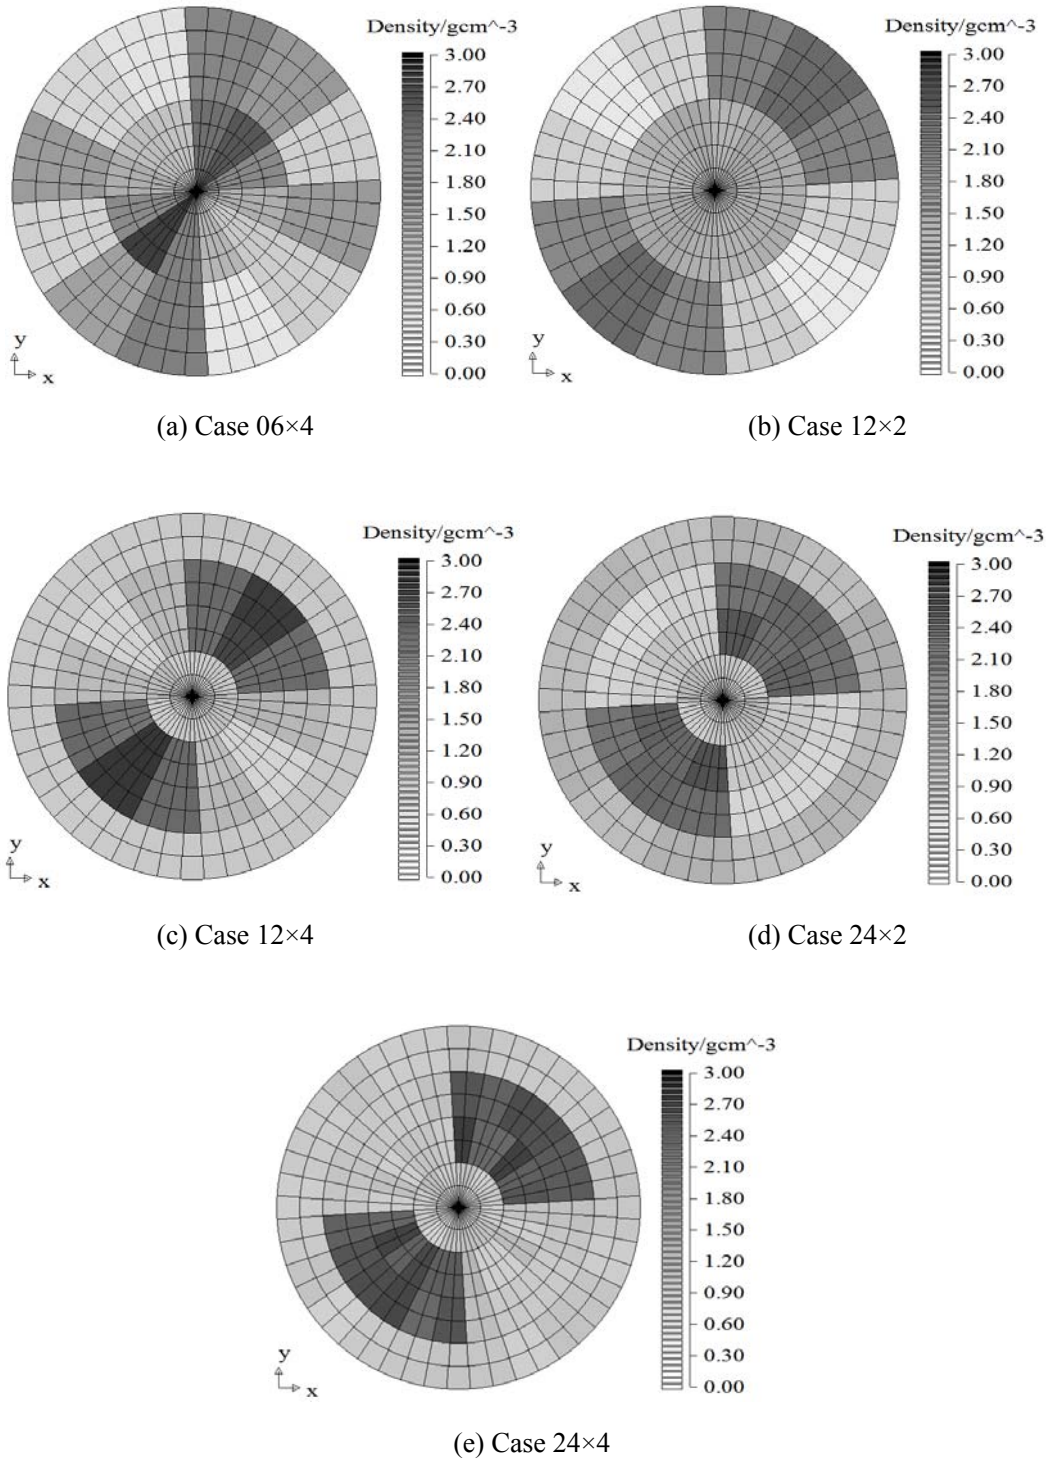 Density/gcm^-3
3.00
2.70
2.40
2.10
1.80
1.50
1.20
0.90
0.60
0.30
0.00
y
x
(a) Case 06×4
Density/gcm^-3
3.00
2.70
2.40
2.10
1.80
1.50
1.20
0.90
0.60
0.30
0.00
y
x
(b) Case 12×2
Density/gcm^-3
3.00
2.70
2.40
2.10
1.80
1.50
1.20
0.90
0.60
0.30
0.00
y
x
(c) Case 12×4
Density/gcm^-3
3.00
2.70
2.40
2.10
1.80
1.50
1.20
0.90
0.60
0.30
0.00
y
x
(d) Case 24×2
Density/gcm^-3
3.00
2.70
2.40
2.10
1.80
1.50
1.20
0.90
0.60
0.30
0.00
y
x
(e) Case 24×4